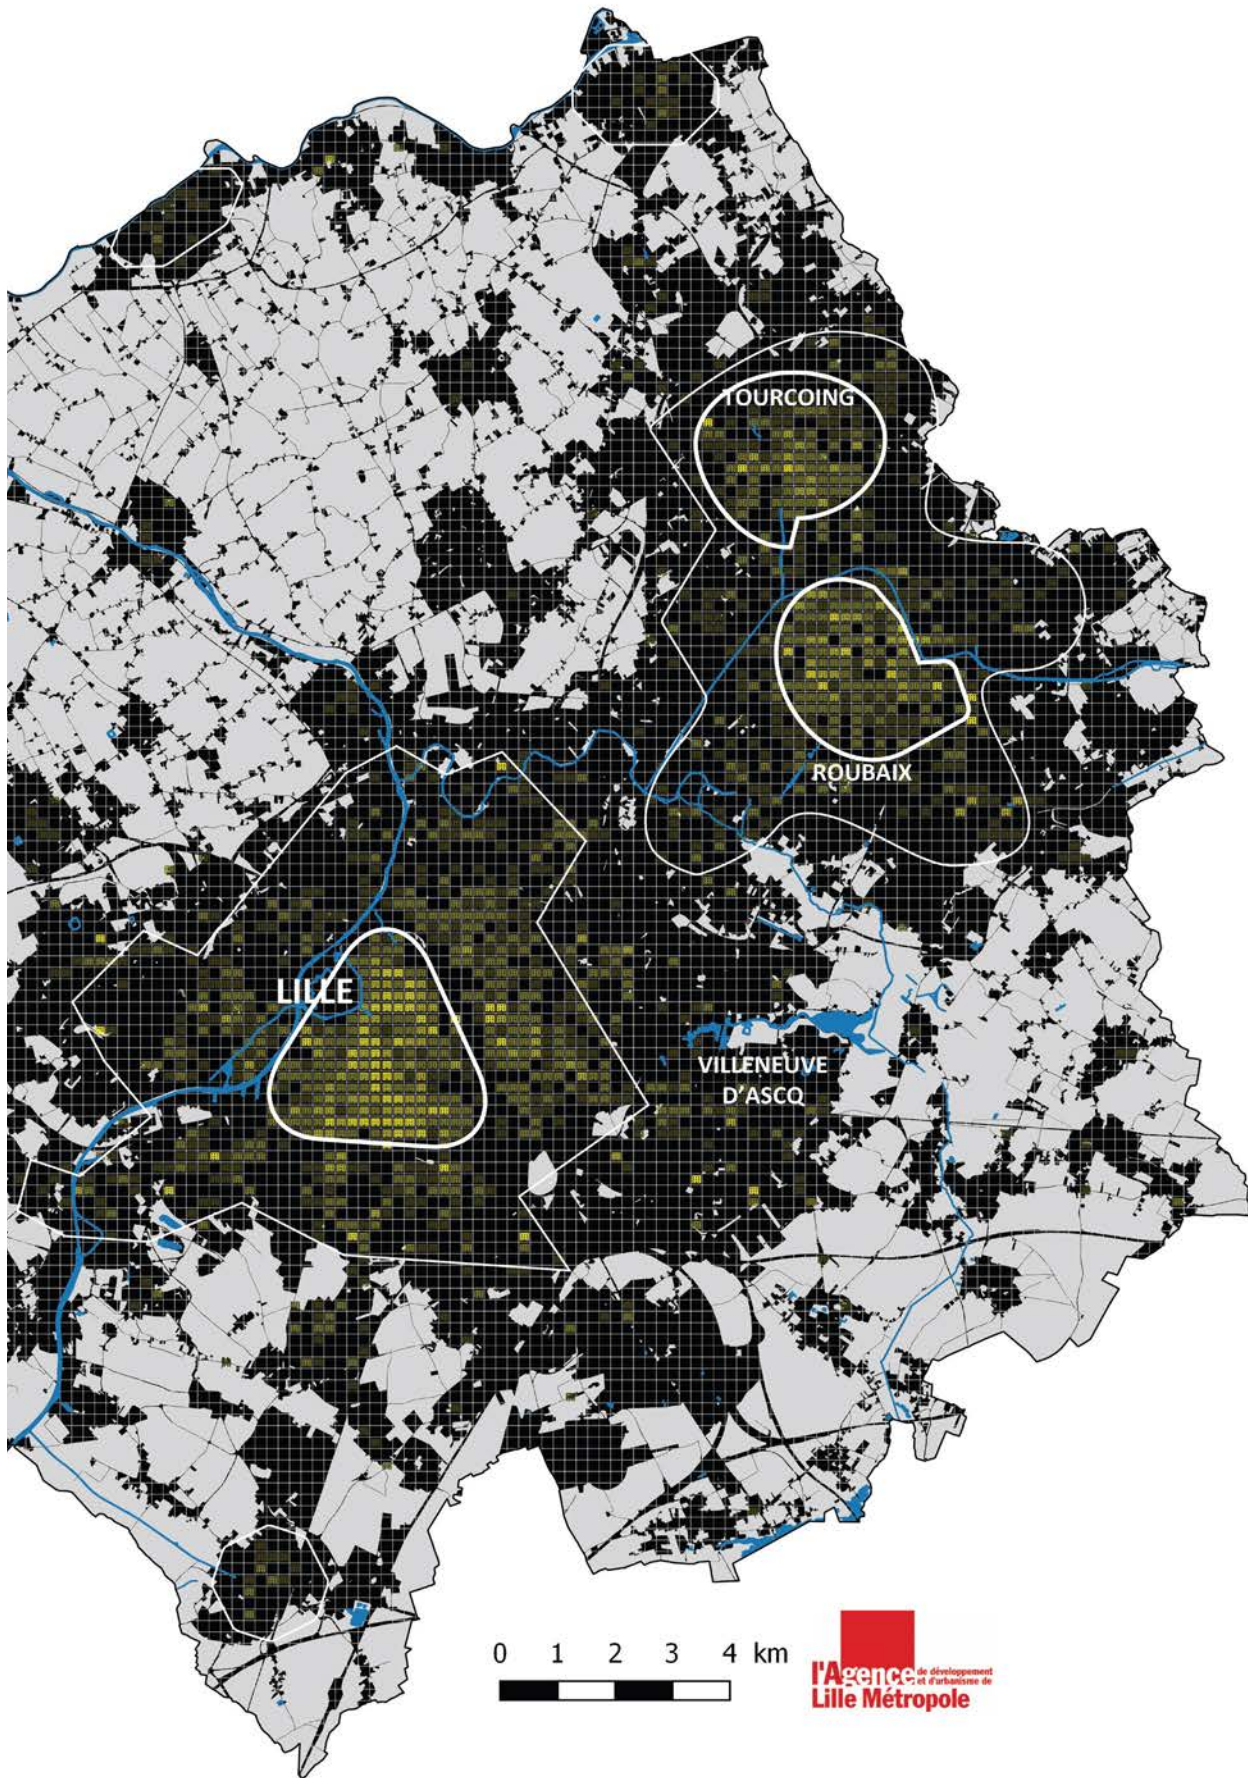 TOURCOING
ROUBAIX
LILLE
VILLENEUVE
D'ASCQ
0 1 2 3 4 km
l'Agence de développement
et d'urbanisme de
Lille Métropole